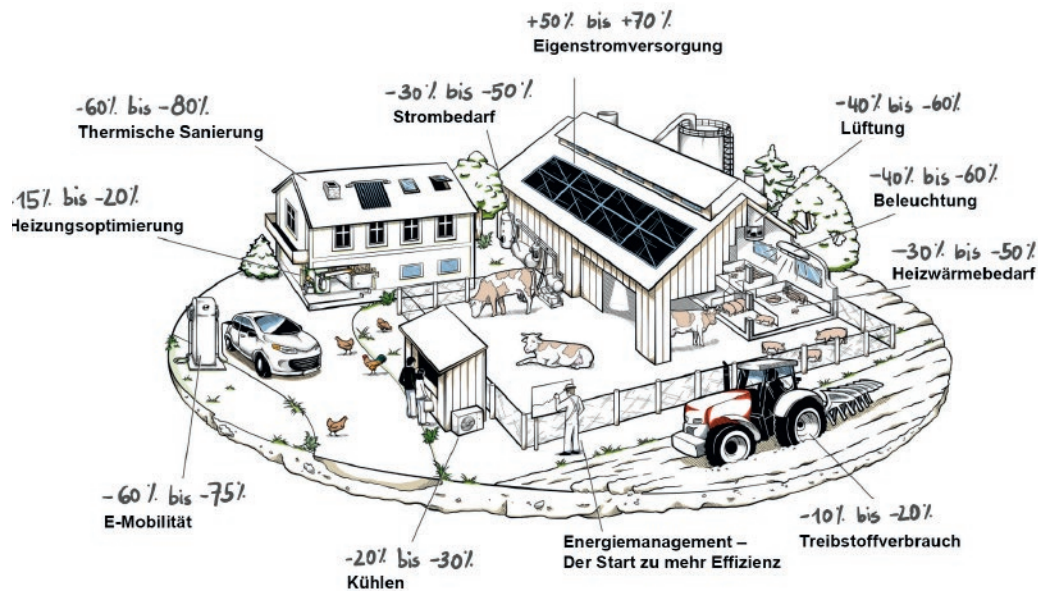 +50% bis +70%
Eigenstromversorgung
-30% bis -50%
Strombedarf
-60% bis -80%
Thermische Sanierung
-40% bis -60%
Lüftung
-40% bis -60%
Beleuchtung
-15% bis -20%
Heizungsoptimierung
-30% bis -50%
Heizwärmebedarf
-60% bis -75%
E-Mobilität
-20% bis -30%
Kühlen
Energiemanagement –
Der Start zu mehr Effizienz
-10% bis -20%
Treibstoffverbrauch